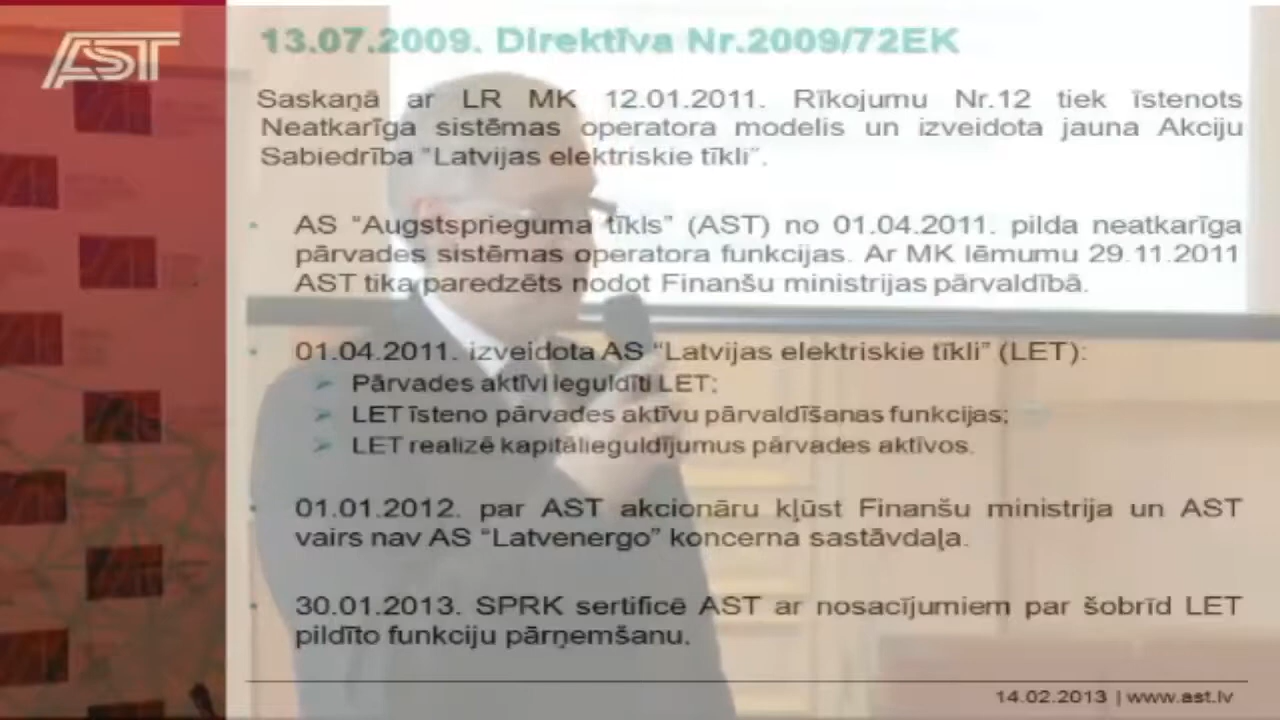 AST
13.07.2009. Direktīva Nr.2009/72EK
Saskaņā ar LR MK 12.01.2011. Rīkojumu Nr.12 tiek īstenots
Neatkarīga sistēmas operatora modelis un izveidota jauna Akciju
Sabiedrība "Latvijas elektriskie tīkli".
AS "Augstsprieguma tīkls" (AST) no 01.04.2011. pilda neatkarīga
pārvades sistēmas operatora funkcijas. Ar MK lēmumu 29.11.2011
AST tika paredzēts nodot Finanšu ministrijas pārvaldībā.
01.04.2011. izveidota AS "Latvijas elektriskie tīkli" (LET):
Pārvades aktīvi ieguldīti LET;
LET īsteno pārvades aktīvu pārvaldīšanas funkcijas;
LET realizē kapitālieguldījumus pārvades aktīvos.
01.01.2012. par AST akcionāru kļūst Finanšu ministrija un AST
vairs nav AS "Latvenergo" koncerna sastāvdaļa.
30.01.2013. SPRK sertificē AST ar nosacījumiem par šobrīd LET
pildīto funkciju pārņemšanu.
14.02.2013 | www.ast.lv